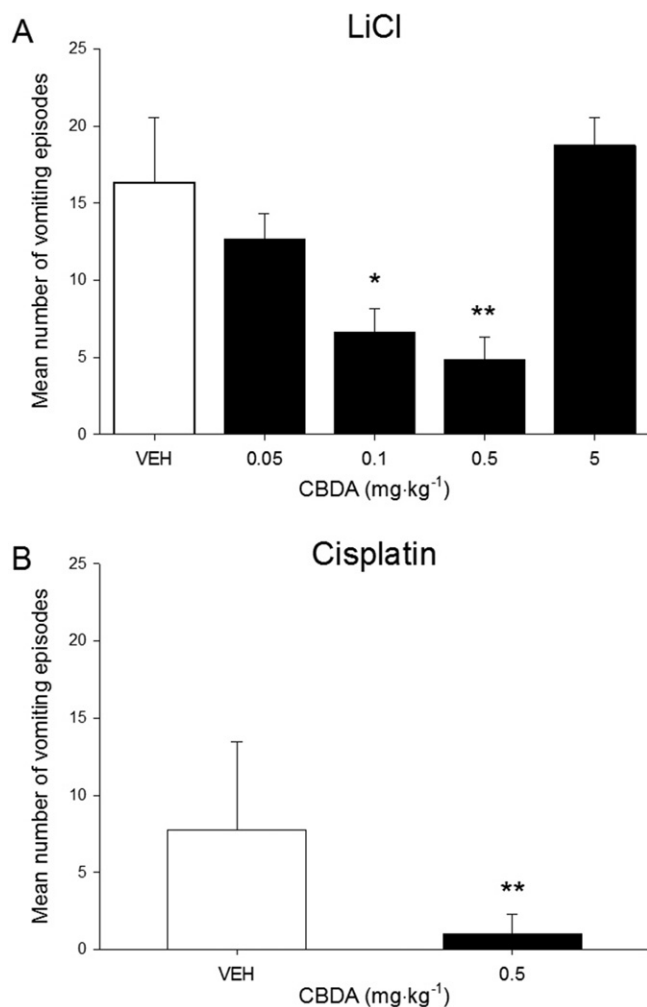 A
LiCl
25
20
15
10
5
0
Mean number of vomiting episodes
*
**
VEH 0.05 0.1 0.5 5
CBDA (mg·kg⁻¹)
B
Cisplatin
25
20
15
10
5
0
Mean number of vomiting episodes
**
VEH 0.5
CBDA (mg·kg⁻¹)